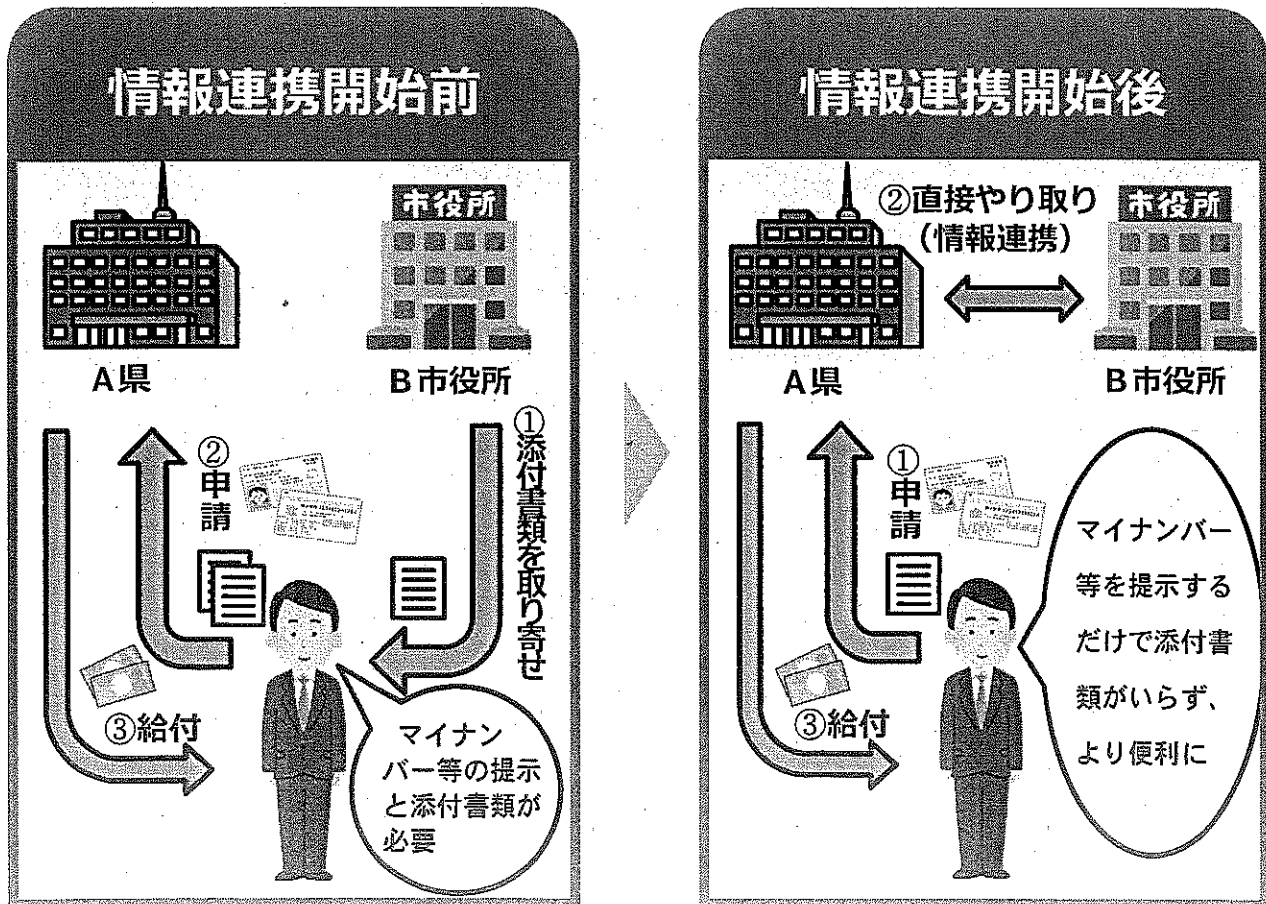 情報連携開始前
市役所
A県
B市役所
①添付書類を取り寄せ
②申請
③給付
マイナン
バー等の提示
と添付書類が
必要
情報連携開始後
②直接やり取り
(情報連携)
市役所
A県
B市役所
①申請
③給付
マイナンバー
等を提示する
だけで添付書
類がいらず、
より便利に